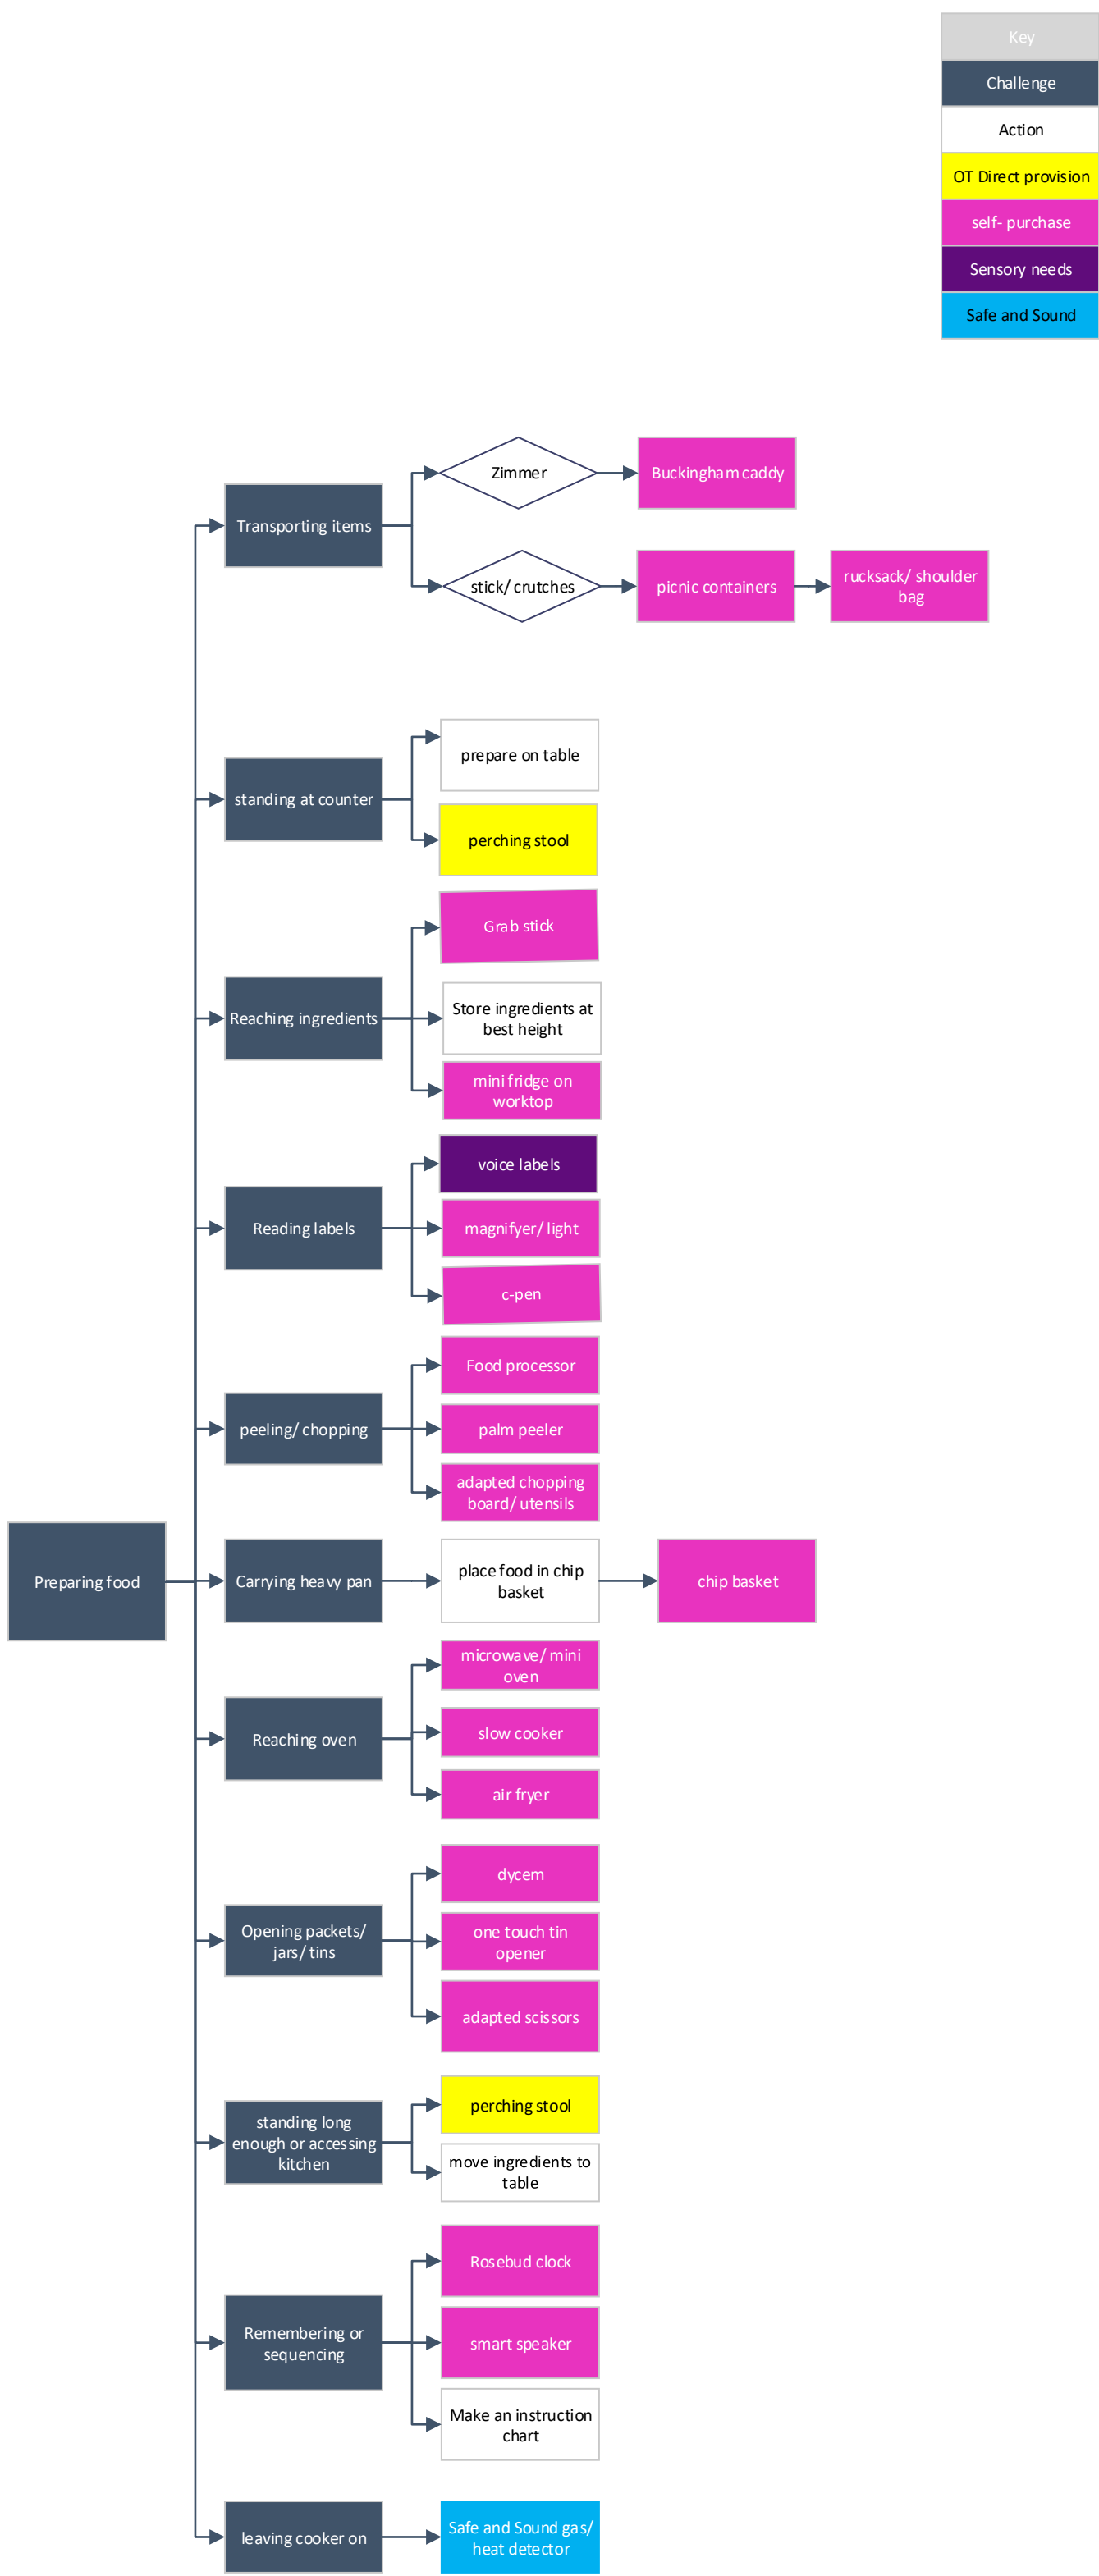 Key
Challenge
Action
OT Direct provision
self- purchase
Sensory needs
Safe and Sound
Zimmer
Buckingham caddy
Transporting items
stick/ crutches
picnic containers
rucksack/ shoulder
bag
prepare on table
standing at counter
perching stool
Grab stick
Reaching ingredients
Store ingredients at
best height
mini fridge on
worktop
voice labels
Reading labels
magnifyer/ light
c-pen
Food processor
peeling/ chopping
palm peeler
adapted chopping
board/ utensils
Preparing food
Carrying heavy pan
place food in chip
basket
chip basket
microwave/ mini
oven
Reaching oven
slow cooker
air fryer
dycem
Opening packets/
jars/ tins
one touch tin
opener
adapted scissors
perching stool
standing long
enough or accessing
kitchen
move ingredients to
table
Rosebud clock
Remembering or
sequencing
smart speaker
Make an instruction
chart
leaving cooker on
Safe and Sound gas/
heat detector